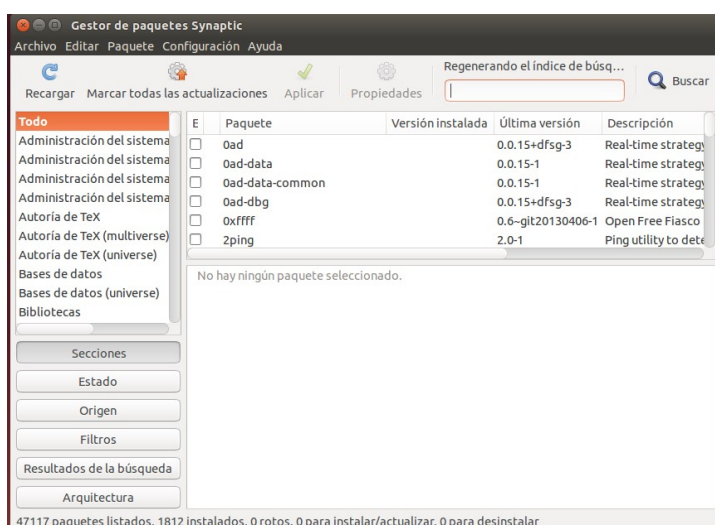 Gestor de paquetes Synaptic
Archivo Editar Paquete Configuración Ayuda
Recargar Marcar todas las actualizaciones Aplicar Propiedades Regenerando el índice de búsq... Buscar
Todo
Administración del sistema
Administración del sistema
Administración del sistema
Administración del sistema
Autoría de TeX
Autoría de TeX (multiverse)
Autoría de TeX (universe)
Bases de datos
Bases de datos (universe)
Bibliotecas
Secciones
Estado
Origen
Filtros
Resultados de la búsqueda
Arquitectura
E Paquete Versión instalada Última versión Descripción
0ad 0.0.15+dfsg-3 Real-time strategy
0ad-data 0.0.15-1 Real-time strategy
0ad-data-common 0.0.15-1 Real-time strategy
0ad-dbg 0.0.15+dfsg-3 Real-time strategy
0xffff 0.6~git20130406-1 Open Free Fiasco
2ping 2.0-1 Ping utility to dete
No hay ningún paquete seleccionado.
47117 paquetes listados, 1812 instalados, 0 rotos. 0 para instalar/actualizar, 0 para desinstalar